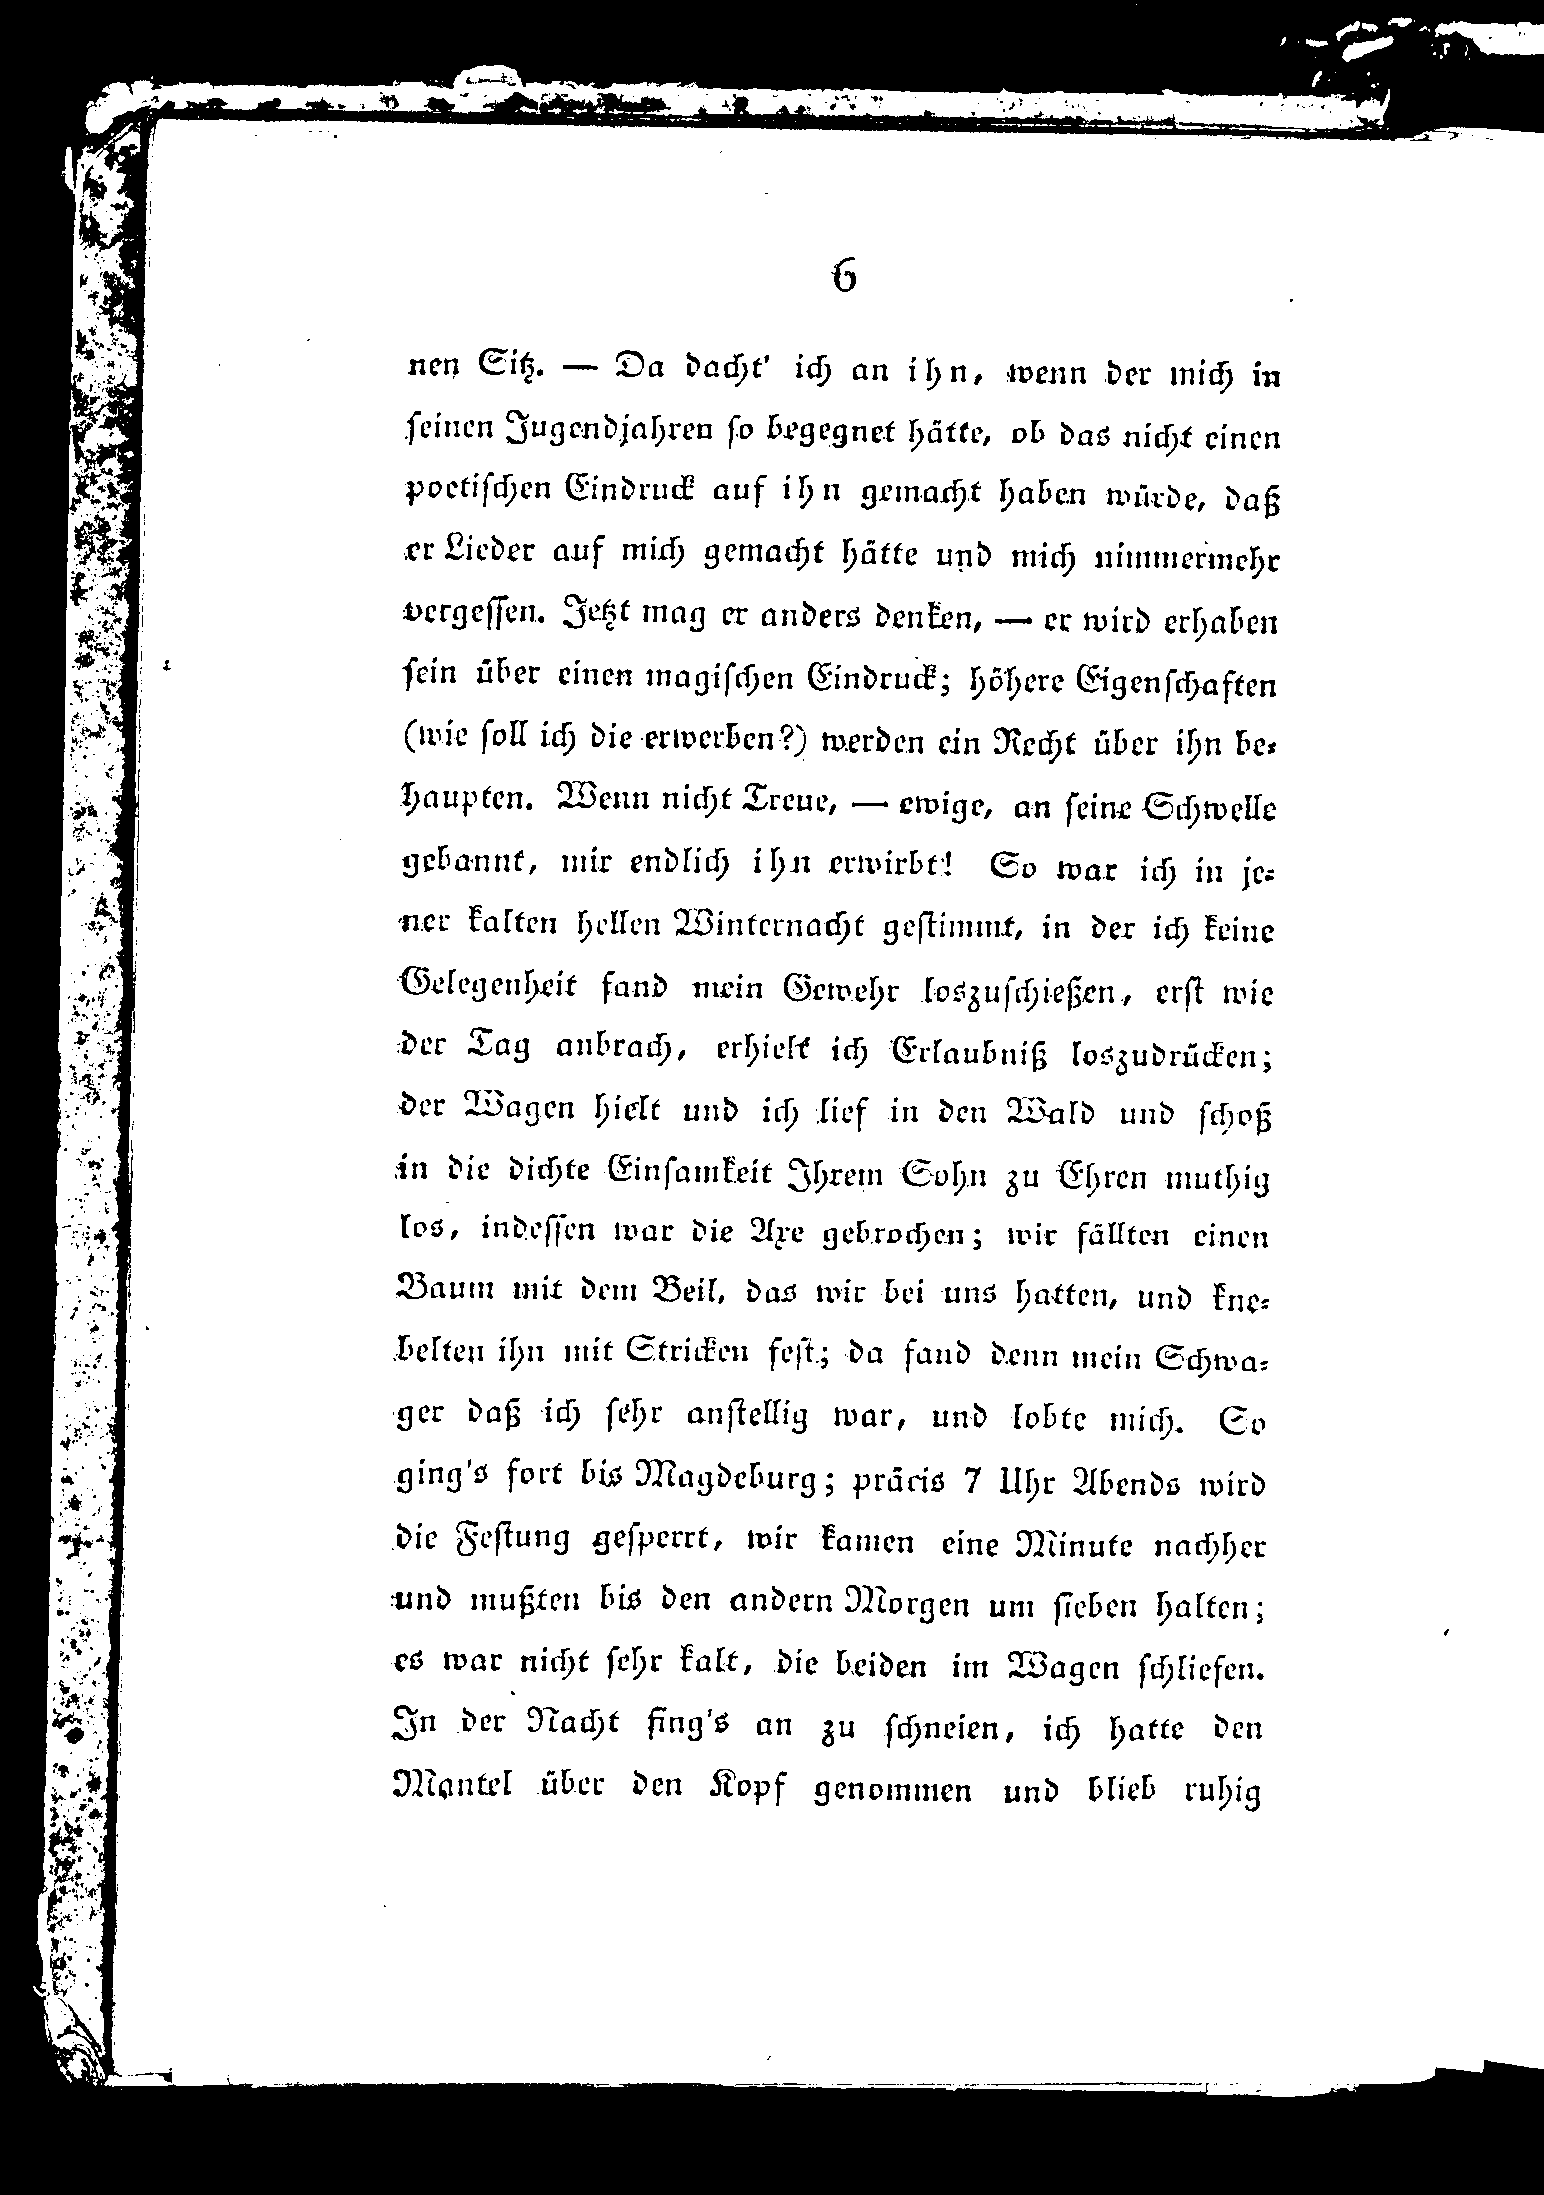 6
nen Sitz. — Da dacht' ich an ihn, wenn der mich in
seinen Jugendjahren so begegnet hätte, ob das nicht einen
poetischen Eindruck auf ihn gemacht haben würde, daß
er Lieder auf mich gemacht hätte und mich nimmermehr
vergessen. Jetzt mag er anders denken, — er wird erhaben
sein über einen magischen Eindruck; höhere Eigenschaften
(wie soll ich die erwerben?) werden ein Recht über ihn be-
haupten. Wenn nicht Treue, — ewige, an seine Schwelle
gebannt, mir endlich ihn erwirbt! So war ich in je-
ner kalten hellen Winternacht gestimmt, in der ich keine
Gelegenheit fand mein Gewehr loszuschießen, erst wie
der Tag anbrach, erhielt ich Erlaubniß loszudrücken;
der Wagen hielt und ich lief in den Wald und schoß
in die dichte Einsamkeit Ihrem Sohn zu Ehren muthig
los, indessen war die Axe gebrochen; wir fällten einen
Baum mit dem Beil, das wir bei uns hatten, und kne-
belten ihn mit Stricken fest; da fand denn mein Schwa-
ger daß ich sehr anstellig war, und lobte mich. So
ging's fort bis Magdeburg; präcis 7 Uhr Abends wird
die Festung gesperrt, wir kamen eine Minute nachher
und mußten bis den andern Morgen um sieben halten;
es war nicht sehr kalt, die beiden im Wagen schliefen.
In der Nacht fing's an zu schneien, ich hatte den
Mantel über den Kopf genommen und blieb ruhig